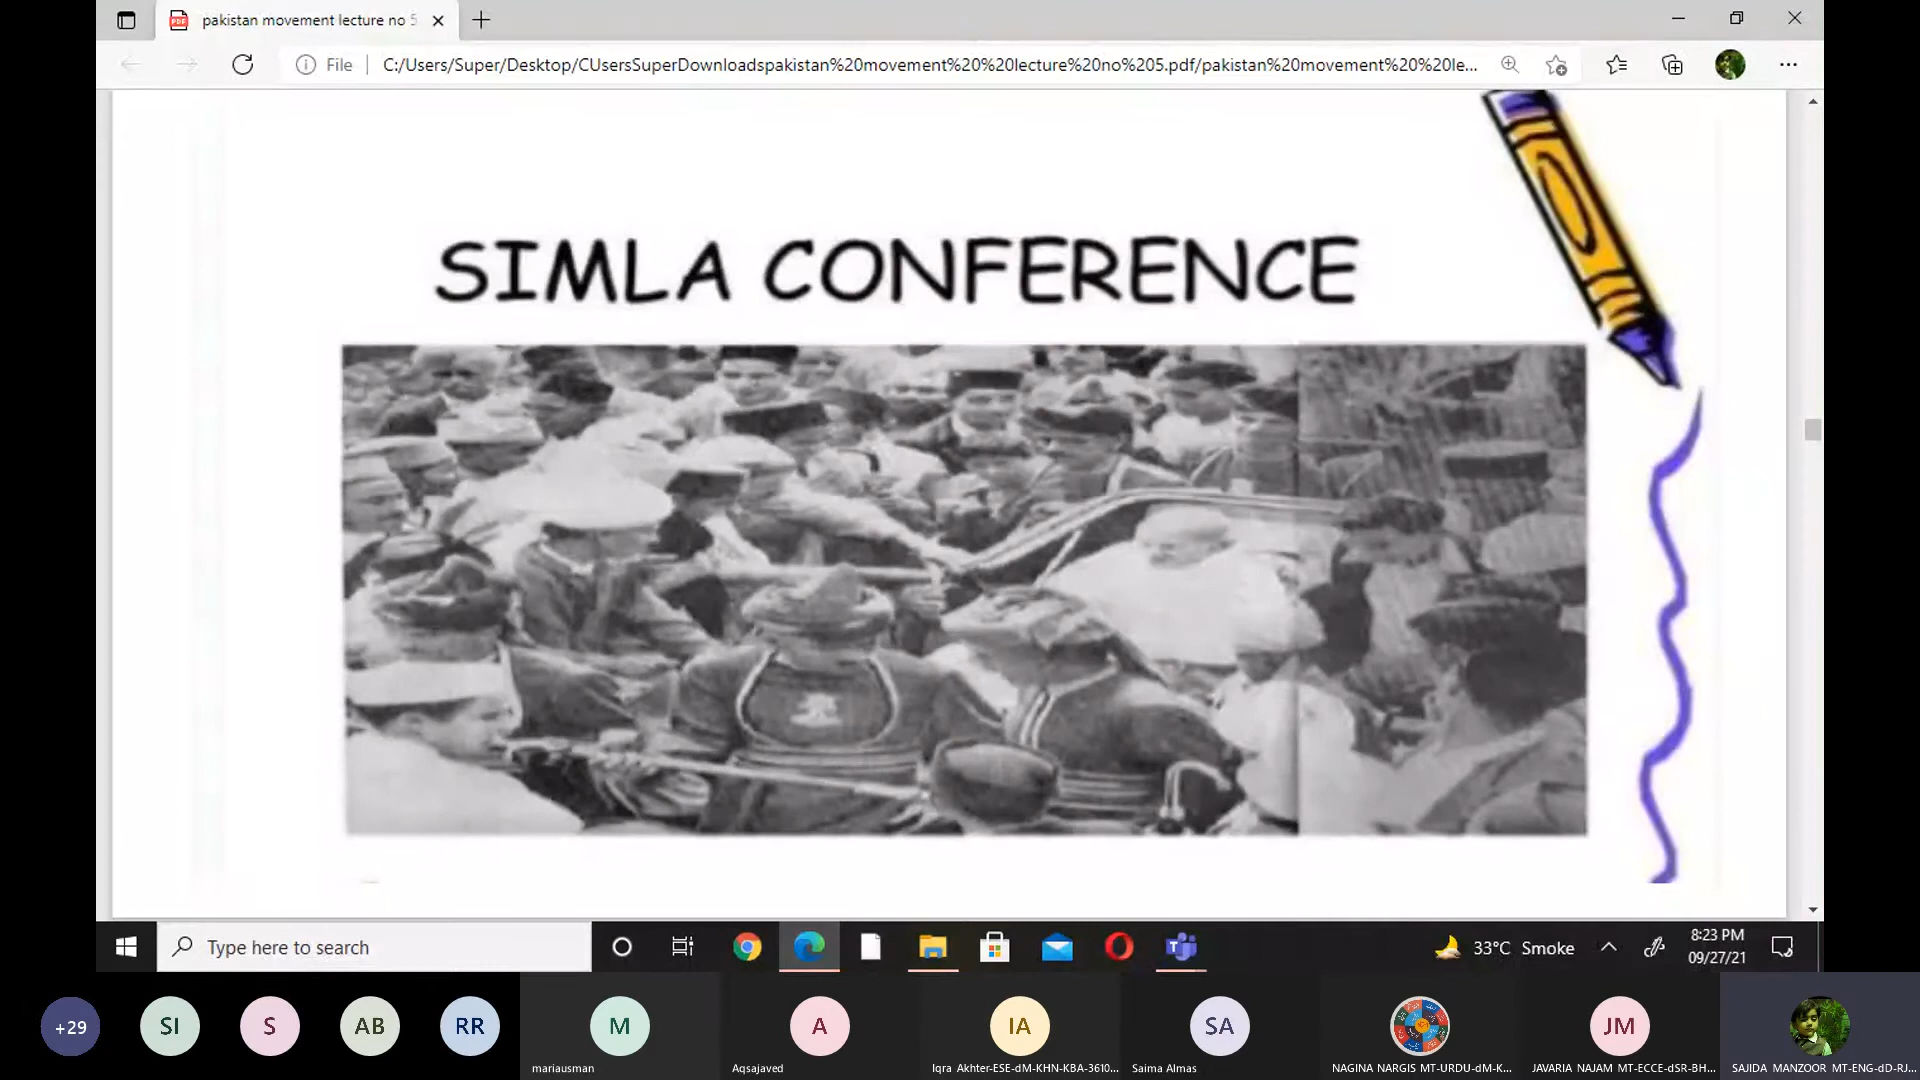 pakistan movement lecture no 5
File
C:/Users/Super/Desktop/CUsersSuperDownloadspakistan%20movement%20%20lecture%20no%205.pdf/pakistan%20movement%20%20le...
SIMLA CONFERENCE
Type here to search
33°C Smoke
8:23 PM
09/27/21
+29
SI
S
AB
RR
M
A
IA
SA
JM
mariausman
Aqsajaved
Iqra Akhter-ESE-dM-KHN-KBA-3610...
Saima Almas
NAGINA NARGIS MT-URDU-dM-K...
JAVARIA NAJAM MT-ECCE-dSR-BH...
SAJIDA MANZOOR MT-ENG-dD-RJ...